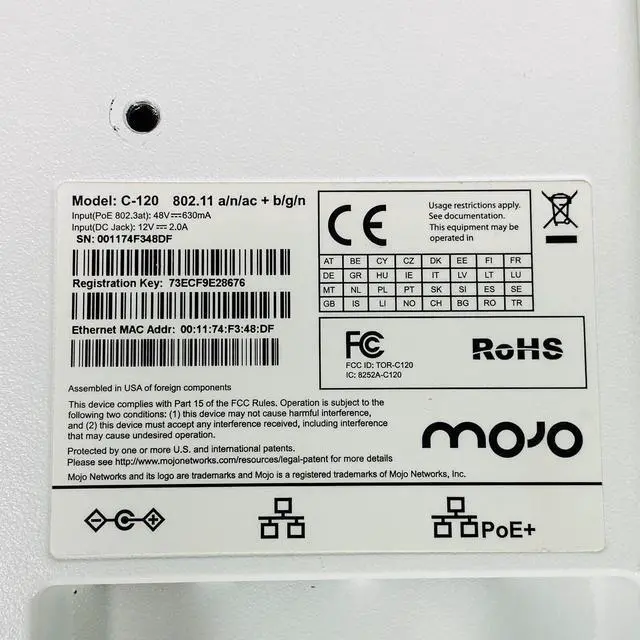 Model: C-120 802.11 a/n/ac + b/g/n
Input(PoE 802.3at): 48V⎓630mA
Input(DC Jack): 12V⎓2.0A
SN: 001174F348DF
Registration Key: 73ECF9E28676
Ethernet MAC Addr: 00:11:74:F3:48:DF
Assembled in USA of foreign components
This device complies with Part 15 of the FCC Rules. Operation is subject to the
following two conditions: (1) this device may not cause harmful interference,
and (2) this device must accept any interference received, including interference
that may cause undesired operation.
Protected by one or more U.S. and international patents.
Please see http://www.mojonetworks.com/resources/legal-patent for more details
Mojo Networks and its logo are trademarks and Mojo is a registered trademark of Mojo Networks, Inc.
CE
Usage restrictions apply.
See documentation.
This equipment may be
operated in
AT BE CY CZ DK EE FI FR
DE GR HU IE IT LV LT LU
MT NL PL PT SK SI ES SE
GB IS LI NO CH BG RO TR
FC
FCC ID: TOR-C120
IC: 8252A-C120
RoHS
mojo
PoE+